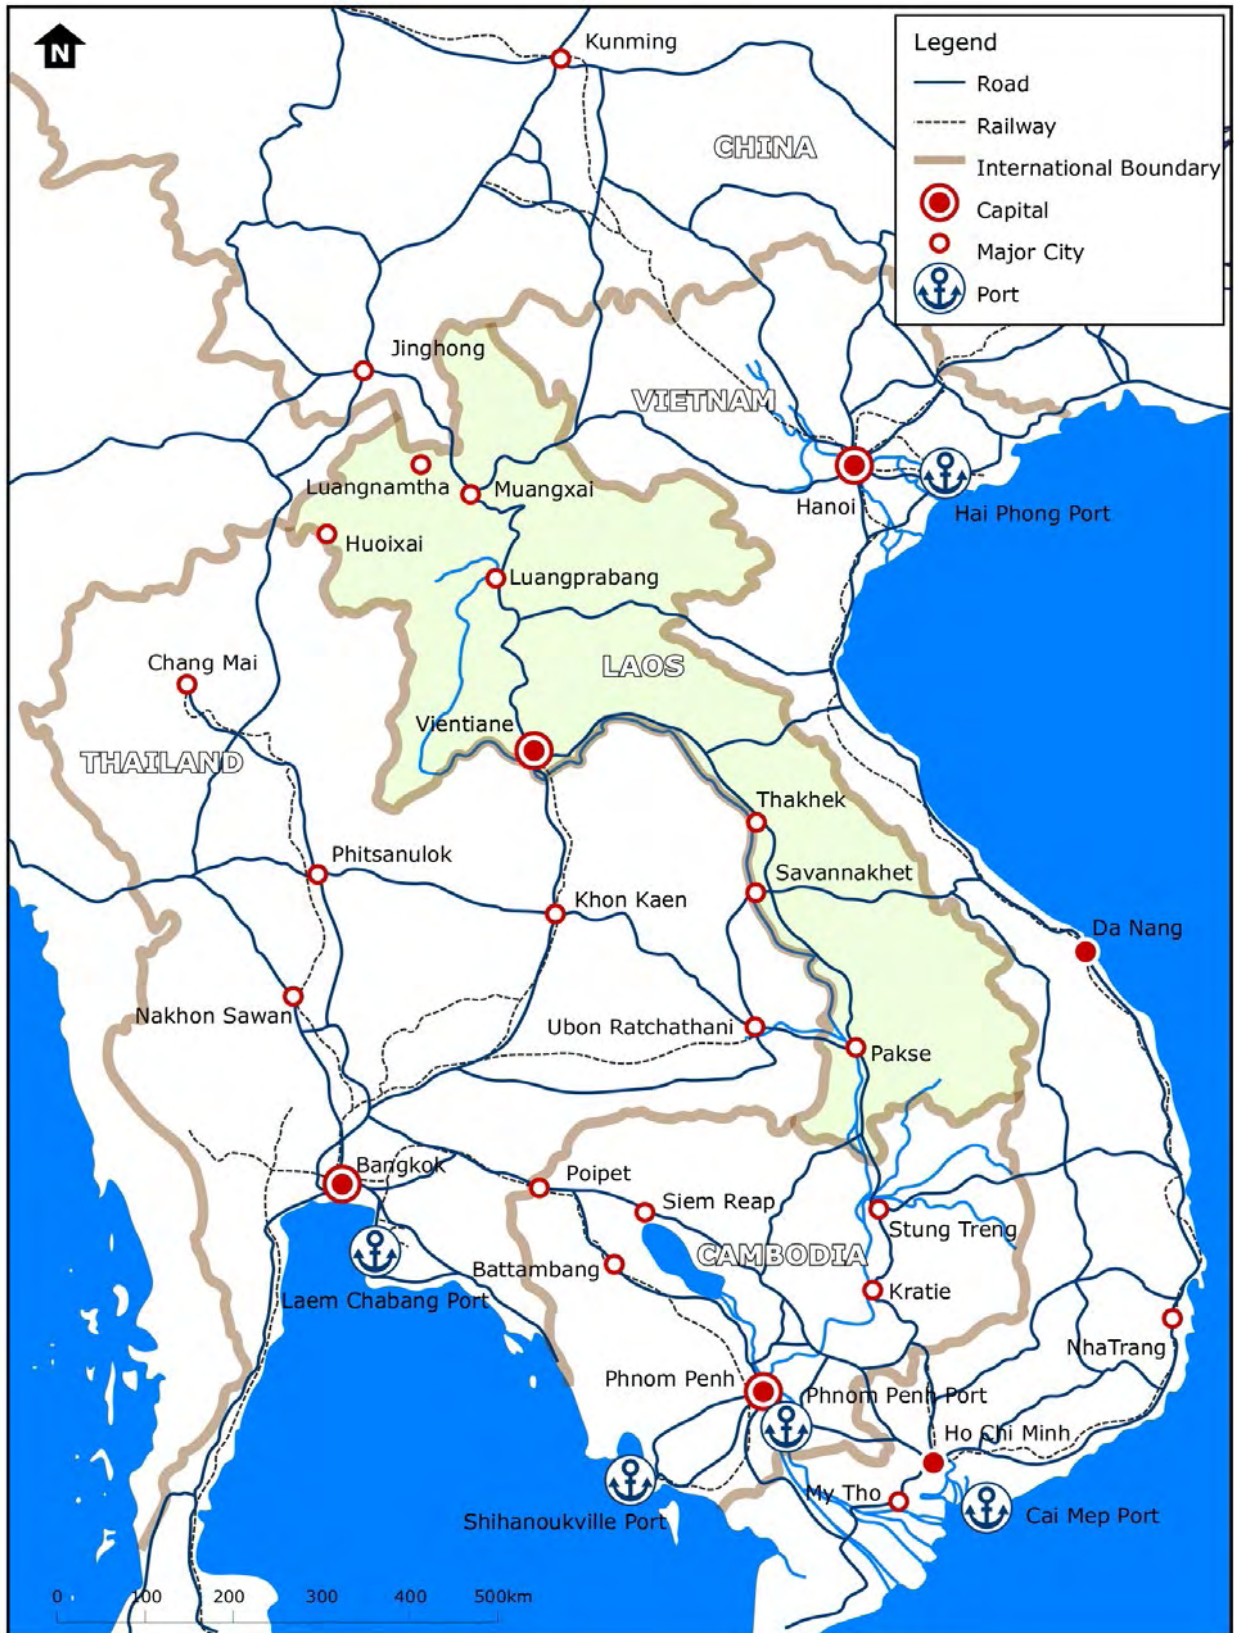 N
Kunming
Legend
Road
Railway
International Boundary
Capital
Major City
Port
CHINA
Jinghong
VIETNAM
Luangnamtha
Muangxai
Hanoi
Hai Phong Port
Huoixai
Luangprabang
Chang Mai
LAOS
Vientiane
THAILAND
Thakhek
Phitsanulok
Savannakhet
Khon Kaen
Da Nang
Nakhon Sawan
Ubon Ratchathani
Pakse
Bangkok
Poipet
Siem Reap
Stung Treng
CAMBODIA
Battambang
Laem Chabang Port
Kratie
NhaTrang
Phnom Penh
Phnom Penh Port
Ho Chi Minh
My Tho
Cai Mep Port
Shihanoukville Port
0 100 200 300 400 500km